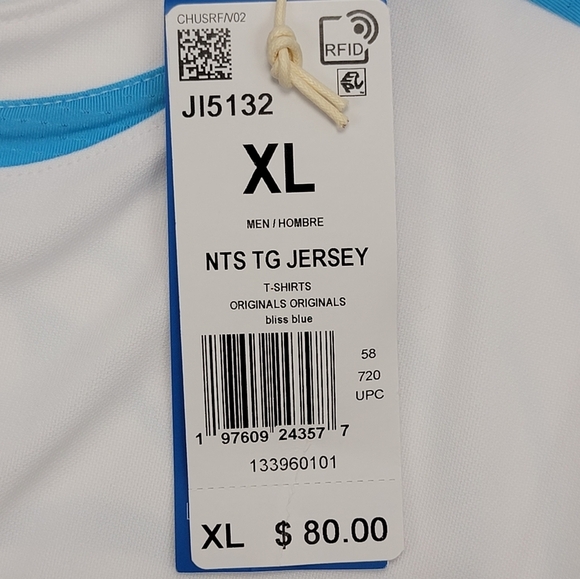 CHUSRF/V02
RFID
JI5132
XL
MEN / HOMBRE
NTS TG JERSEY
T-SHIRTS
ORIGINALS ORIGINALS
bliss blue
58
720
UPC
1 97609 24357 7
133960101
XL $ 80.00